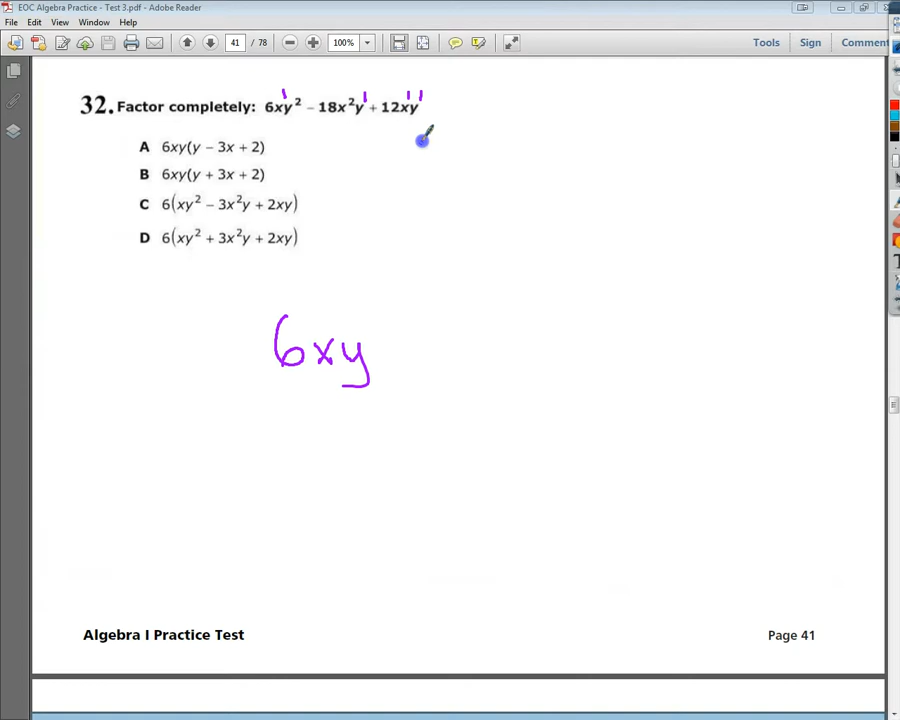 EOC Algebra Practice - Test 3.pdf - Adobe Reader
File Edit View Window Help
41 / 78 100% Tools Sign Comment
32. Factor completely: 6xy² – 18x²y + 12xy
A 6xy(y – 3x + 2)
B 6xy(y + 3x + 2)
C 6(xy² – 3x²y + 2xy)
D 6(xy² + 3x²y + 2xy)
6xy
Algebra I Practice Test Page 41